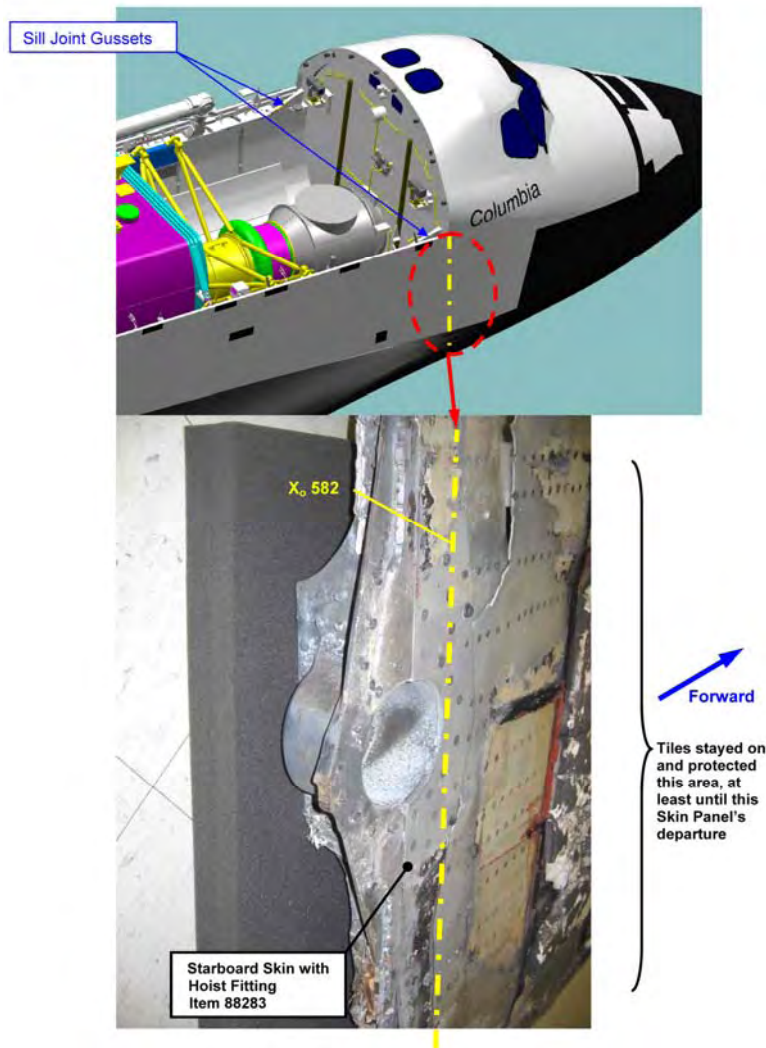 Sill Joint Gussets
Columbia
X₀ 582
Forward
Tiles stayed on
and protected
this area, at
least until this
Skin Panel's
departure
Starboard Skin with
Hoist Fitting
Item 88283